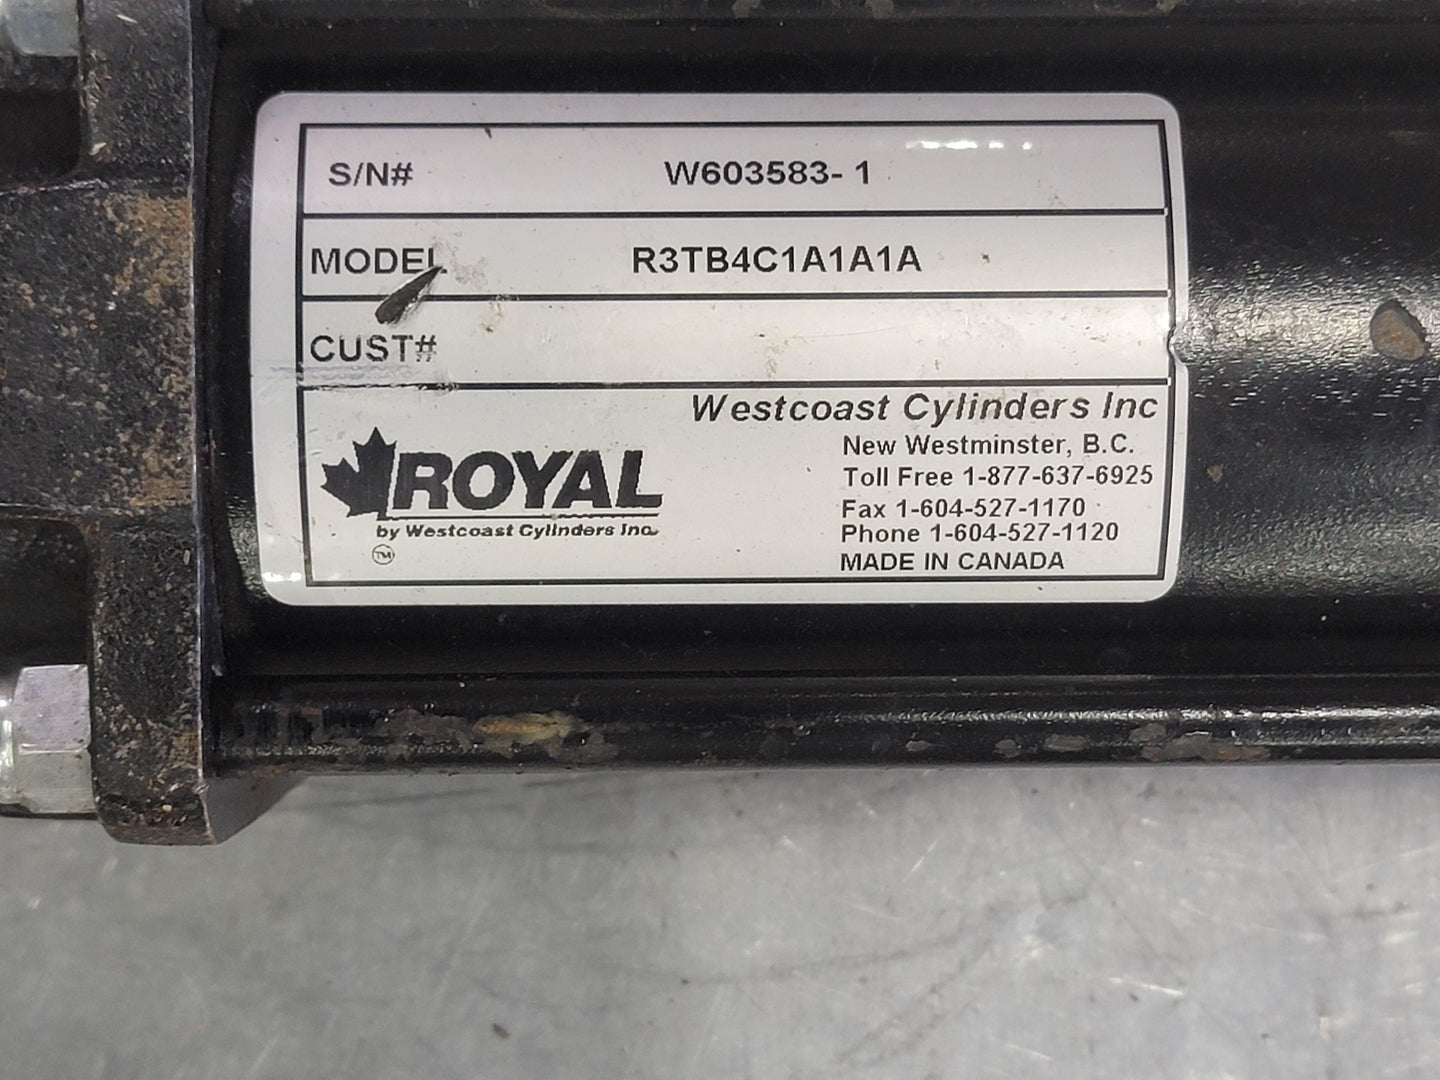 S/N# W603583- 1
MODEL R3TB4C1A1A1A
CUST#
Westcoast Cylinders Inc
New Westminster, B.C.
Toll Free 1-877-637-6925
Fax 1-604-527-1170
Phone 1-604-527-1120
MADE IN CANADA
ROYAL
by Westcoast Cylinders Inc.
TM